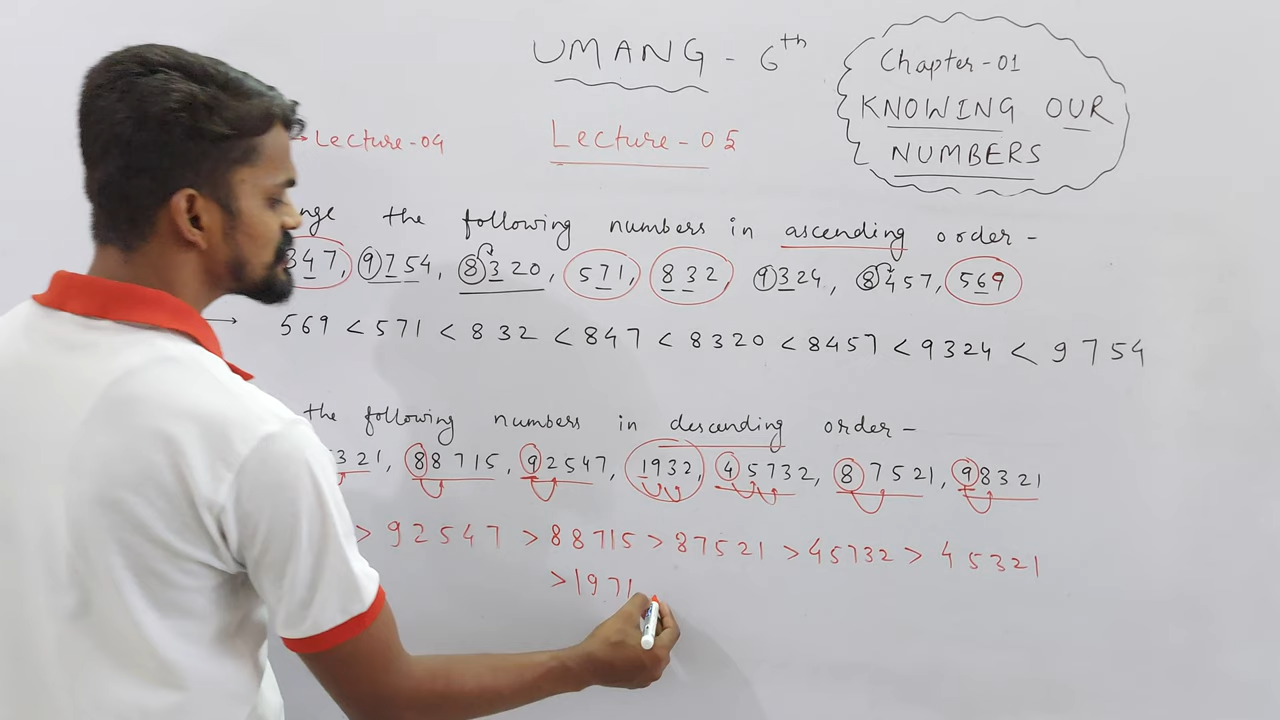 UMANG - 6th
Chapter-01
KNOWING OUR
NUMBERS
→ Lecture-04
Lecture-05
nge the following numbers in ascending order-
847, 9754, 8320, 571, 832 9324, 8457, 569
→ 569 < 571 < 832 < 847 < 8320 < 8457 < 9324 < 9754
the following numbers in descending order-
321, 88715, 92547, 1932, 45732, 87521, 98321
> 92547 > 88715 > 87521 > 45732 > 45321
> 1971